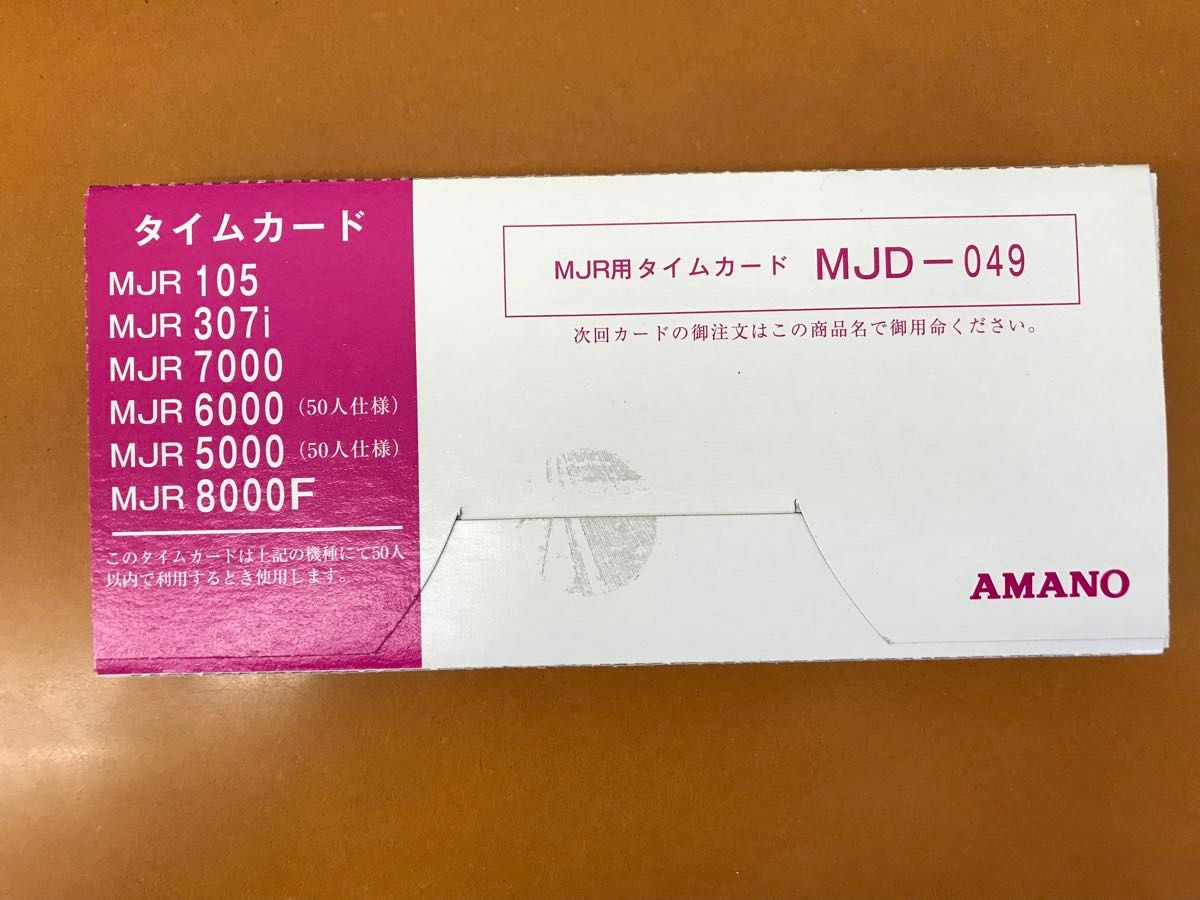 タイムカード
MJR 105
MJR 307i
MJR 7000
MJR 6000（50人仕様）
MJR 5000（50人仕様）
MJR 8000F
このタイムカードは上記の機種にて50人
以内で利用するとき使用します。
MJR用タイムカード MJD－049
次回カードの御注文はこの商品名で御用命ください。
AMANO